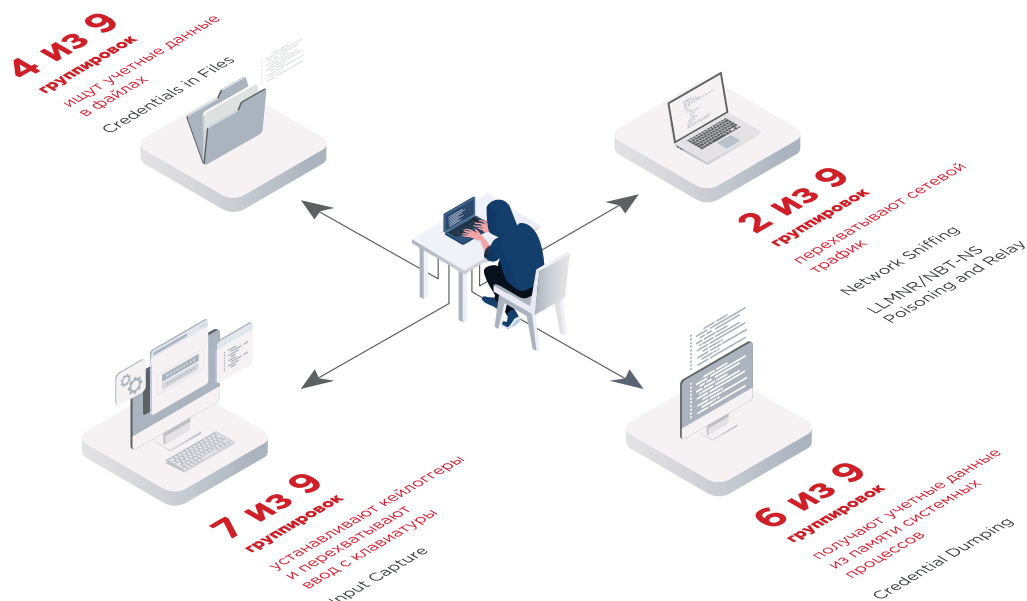 4 из 9
группировок
ищут учетные данные
в файлах
Credentials in Files
2 из 9
группировок
перехватывают сетевой
трафик
Network Sniffing
LLMNR/NBT-NS
Poisoning and Relay
7 из 9
группировок
устанавливают кейлоггеры
и перехватывают
ввод с клавиатуры
Input Capture
6 из 9
группировок
получают учетные данные
из памяти системных
процессов
Credential Dumping